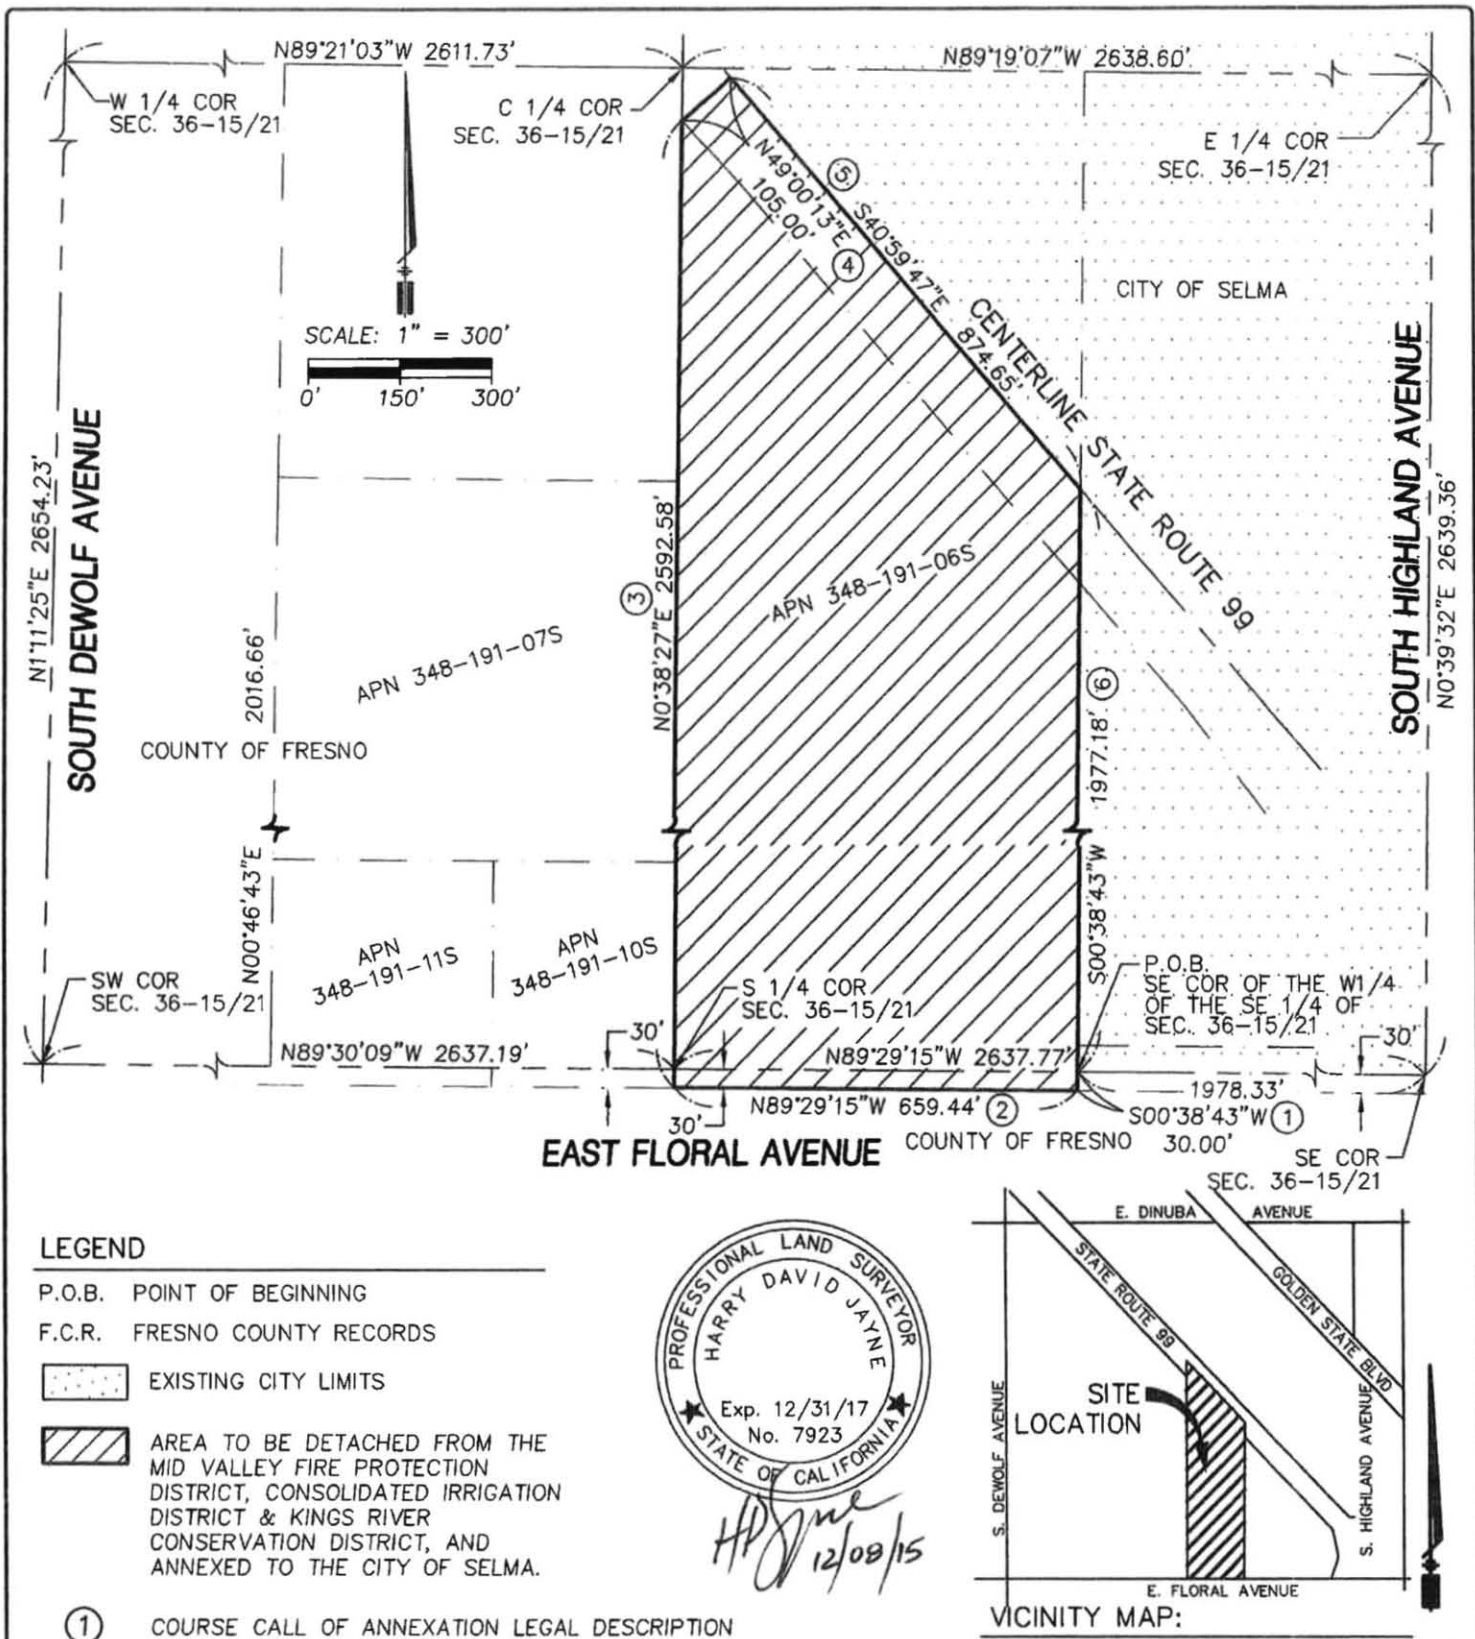 N89°21'03"W 2611.73'
N89°19'07"W 2638.60'
W 1/4 COR
SEC. 36-15/21
C 1/4 COR
SEC. 36-15/21
E 1/4 COR
SEC. 36-15/21
N49°00'13"E
105.00'
4
5
S40°59'47"E 874.65'
CENTERLINE STATE ROUTE 99
CITY OF SELMA
SCALE: 1" = 300'
0' 150' 300'
N1°11'25"E 2654.23'
SOUTH DEWOLF AVENUE
SOUTH HIGHLAND AVENUE
N0°39'32"E 2639.36'
2016.66'
N00°46'43"E
APN 348-191-07S
COUNTY OF FRESNO
3
N0°38'27"E 2592.58'
APN 348-191-06S
6
1977.18'
S00°38'43"W
APN
348-191-11S
APN
348-191-10S
SW COR
SEC. 36-15/21
S 1/4 COR
SEC. 36-15/21
P.O.B.
SE COR OF THE W1/4
OF THE SE 1/4 OF
SEC. 36-15/21
30'
30'
N89°30'09"W 2637.19'
N89°29'15"W 2637.77'
1978.33'
N89°29'15"W 659.44' 2
S00°38'43"W 1
30.00'
30'
EAST FLORAL AVENUE
COUNTY OF FRESNO
SE COR
SEC. 36-15/21
LEGEND
P.O.B. POINT OF BEGINNING
F.C.R. FRESNO COUNTY RECORDS
EXISTING CITY LIMITS
AREA TO BE DETACHED FROM THE
MID VALLEY FIRE PROTECTION
DISTRICT, CONSOLIDATED IRRIGATION
DISTRICT & KINGS RIVER
CONSERVATION DISTRICT, AND
ANNEXED TO THE CITY OF SELMA.
1 COURSE CALL OF ANNEXATION LEGAL DESCRIPTION
PROFESSIONAL LAND SURVEYOR
HARRY DAVID JAYNE
Exp. 12/31/17
No. 7923
STATE OF CALIFORNIA
12/08/15
E. DINUBA AVENUE
STATE ROUTE 99
GOLDEN STATE BLVD
SITE
LOCATION
S. DEWOLF AVENUE
S. HIGHLAND AVENUE
E. FLORAL AVENUE
VICINITY MAP: